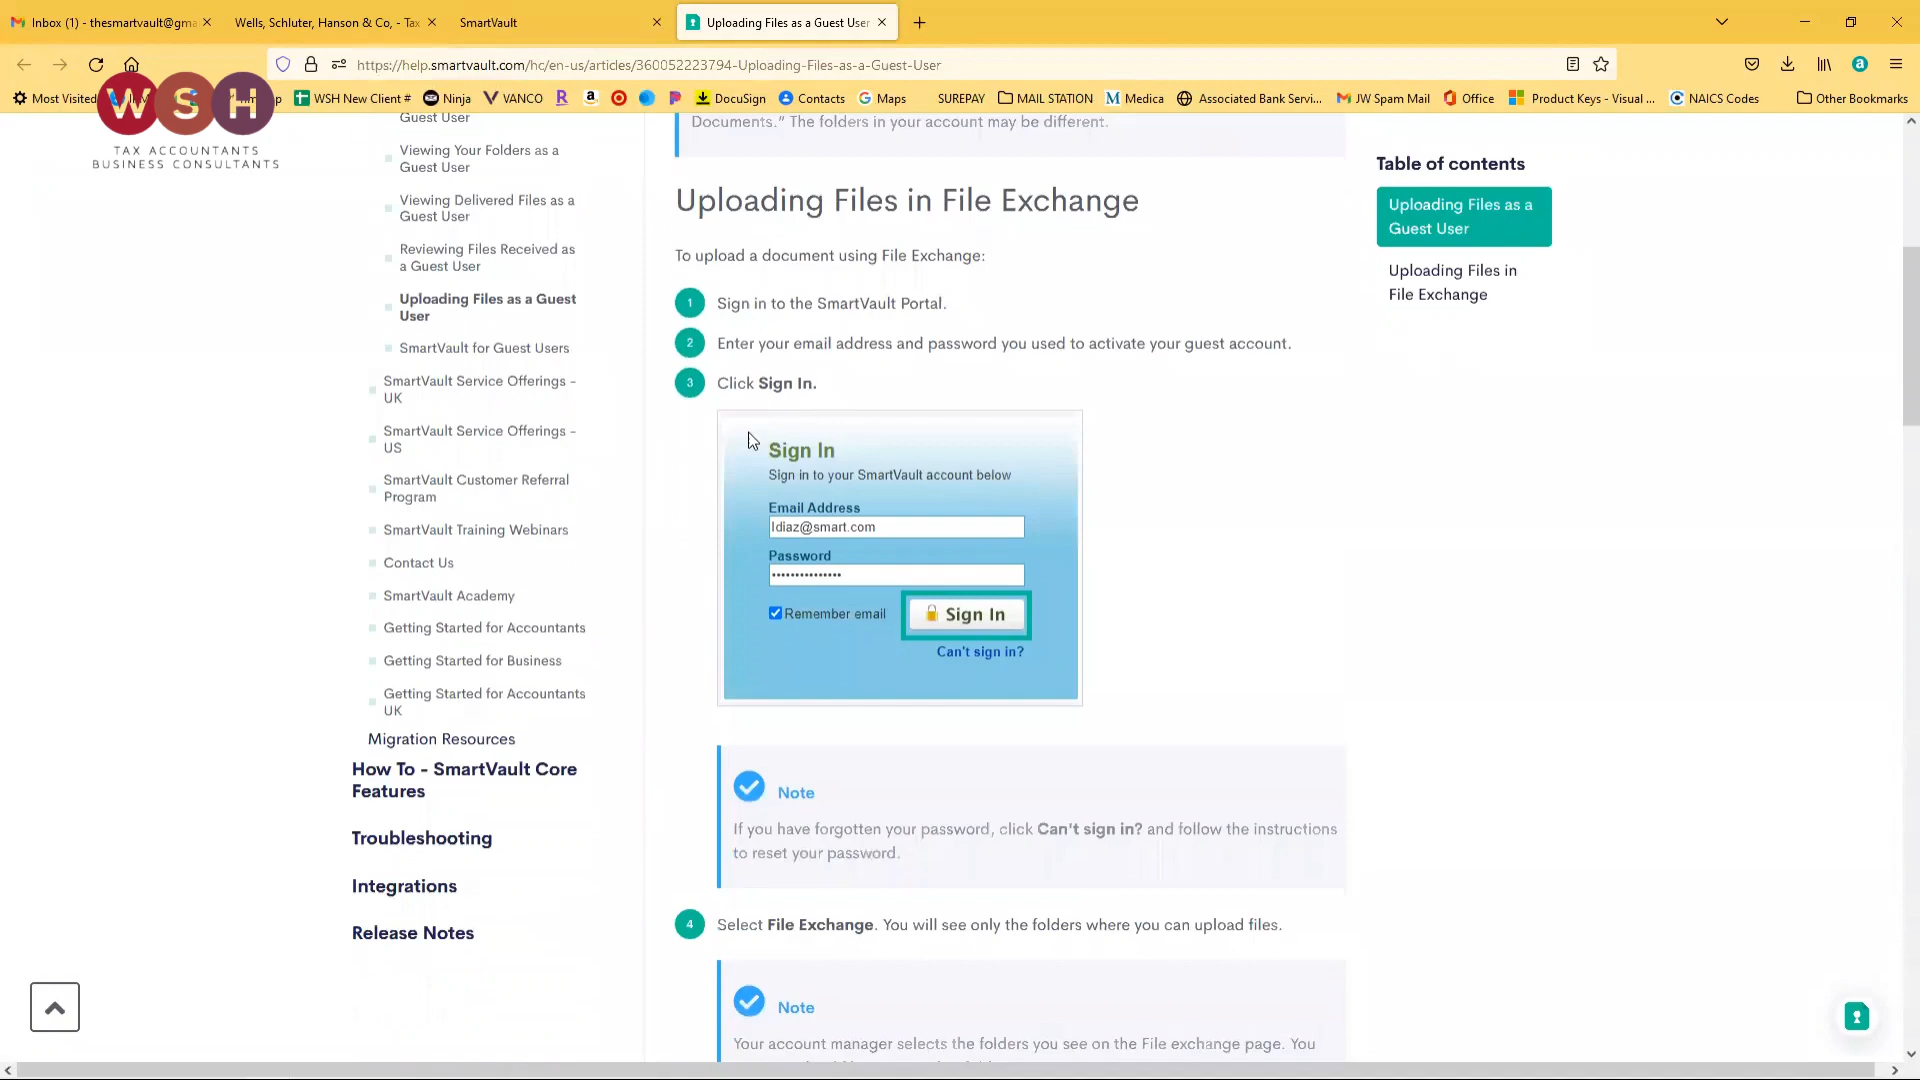 Inbox (1) - thesmartvault@gma
Wells, Schluter, Hanson & Co, - Tax
SmartVault
Uploading Files as a Guest User
https://help.smartvault.com/hc/en-us/articles/360052223794-Uploading-Files-as-a-Guest-User
Most Visited
WSH New Client #
Ninja
VANCO
R
a
DocuSign
Contacts
Maps
SUREPAY
MAIL STATION
Medica
Associated Bank Servi...
JW Spam Mail
Office
Product Keys - Visual ...
NAICS Codes
Other Bookmarks
WSH
TAX ACCOUNTANTS
BUSINESS CONSULTANTS
Guest User
Viewing Your Folders as a
Guest User
Viewing Delivered Files as a
Guest User
Reviewing Files Received as
a Guest User
Uploading Files as a Guest
User
SmartVault for Guest Users
SmartVault Service Offerings -
UK
SmartVault Service Offerings -
US
SmartVault Customer Referral
Program
SmartVault Training Webinars
Contact Us
SmartVault Academy
Getting Started for Accountants
Getting Started for Business
Getting Started for Accountants
UK
Migration Resources
How To - SmartVault Core
Features
Troubleshooting
Integrations
Release Notes
Documents.” The folders in your account may be different.
Uploading Files in File Exchange
To upload a document using File Exchange:
1 Sign in to the SmartVault Portal.
2 Enter your email address and password you used to activate your guest account.
3 Click Sign In.
Sign In
Sign in to your SmartVault account below
Email Address
ldiaz@smart.com
Password
•••••••••••••••
Remember email
Sign In
Can't sign in?
Note
If you have forgotten your password, click Can't sign in? and follow the instructions
to reset your password.
4 Select File Exchange. You will see only the folders where you can upload files.
Note
Your account manager selects the folders you see on the File exchange page. You
Table of contents
Uploading Files as a
Guest User
Uploading Files in
File Exchange